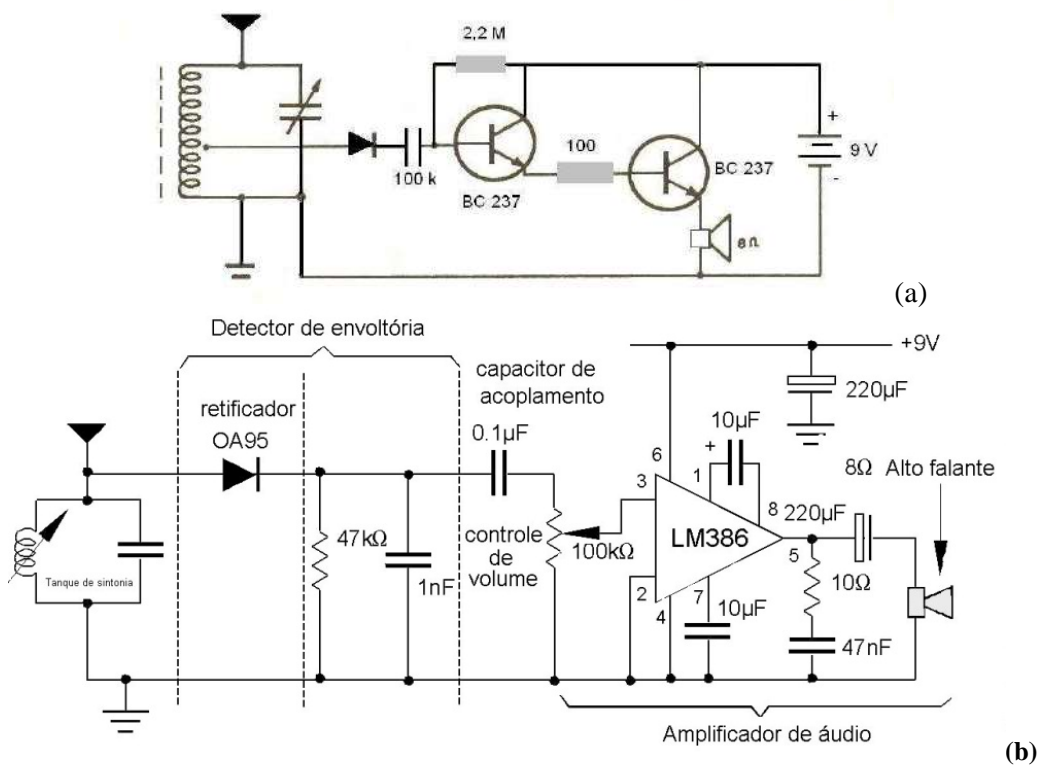 2,2 M
100 k
BC 237
100
BC 237
+
9 V
-
8Ω
(a)
Detector de envoltória
retificador
OA95
capacitor de
acoplamento
0.1µF
+9V
220µF
10µF
+
6
1
3
8
8Ω Alto falante
220µF
LM386
5
47kΩ
1nF
controle
de
volume
100kΩ
2
4
7
10µF
10Ω
47nF
Tanque de sintonia
Amplificador de áudio
(b)